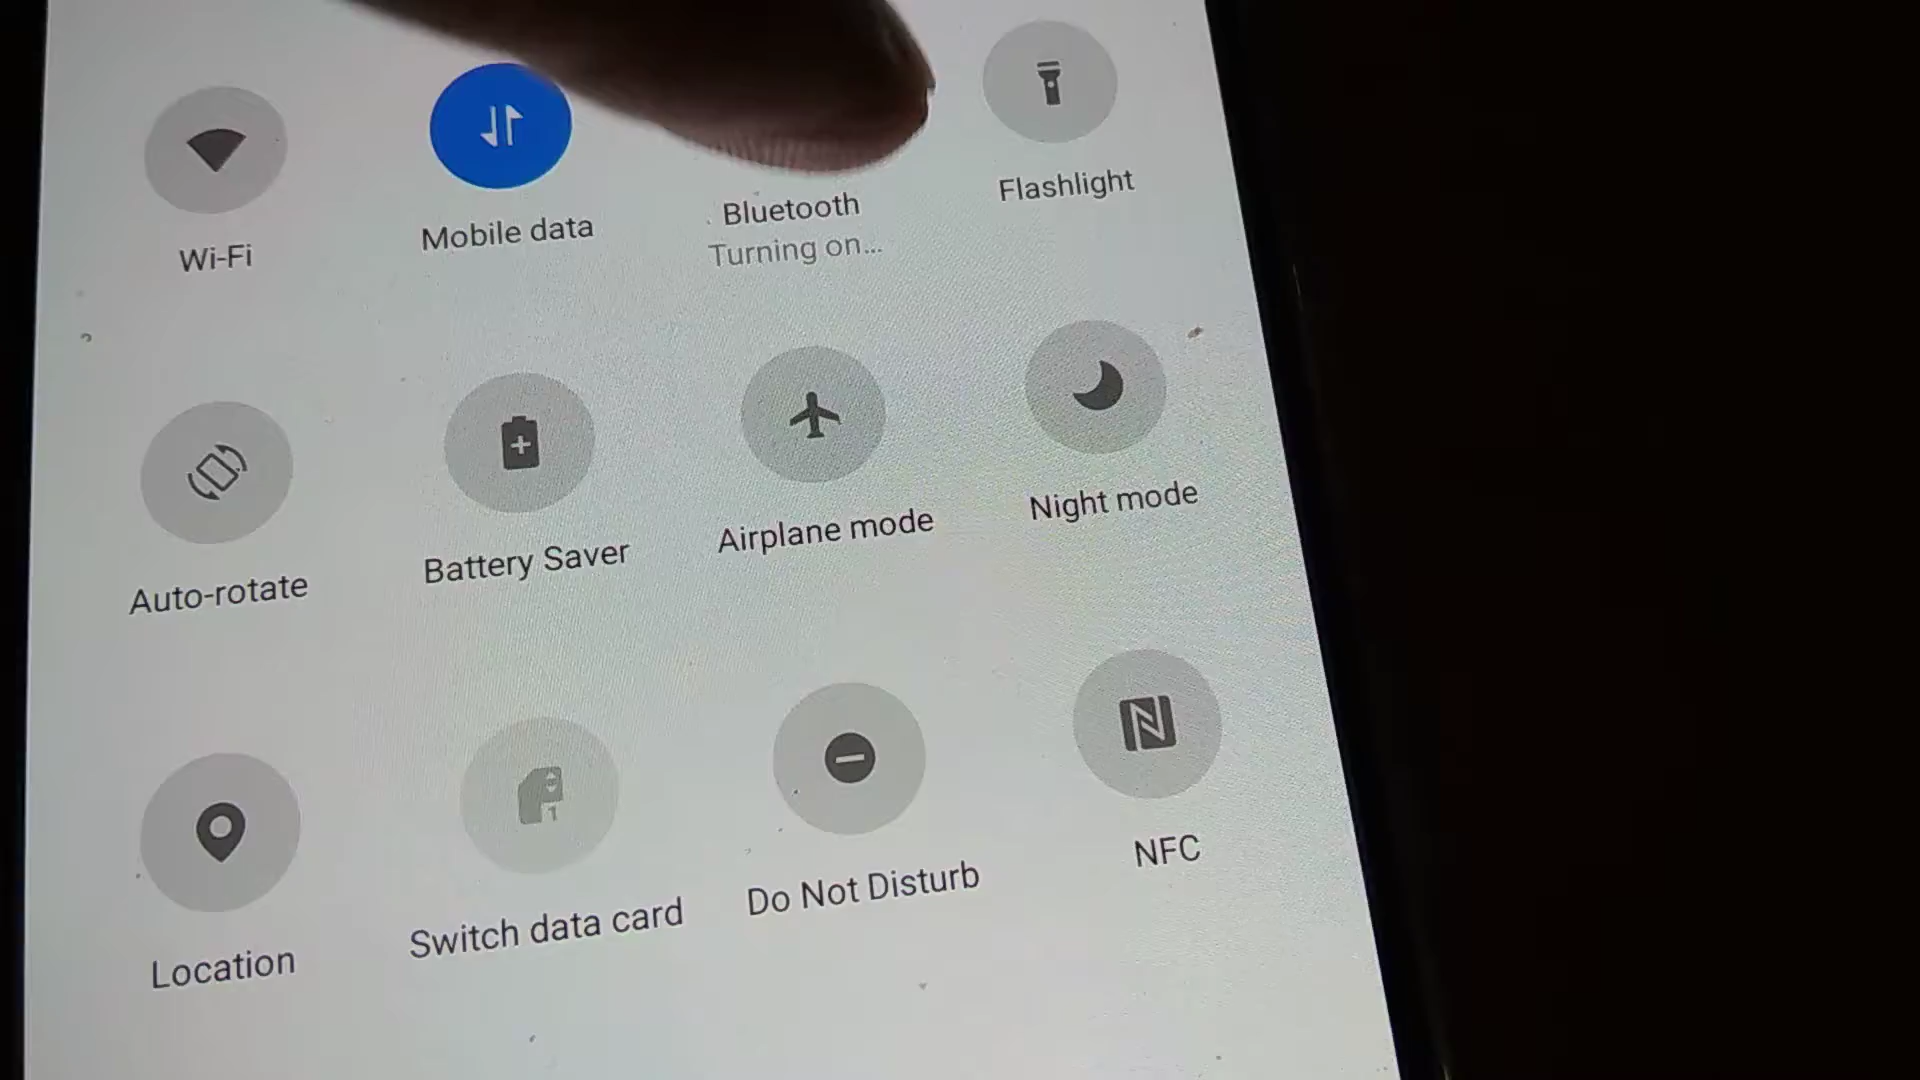 Wi-Fi
Mobile data
Bluetooth
Turning on...
Flashlight
Auto-rotate
Battery Saver
Airplane mode
Night mode
1
Location
Switch data card
Do Not Disturb
NFC